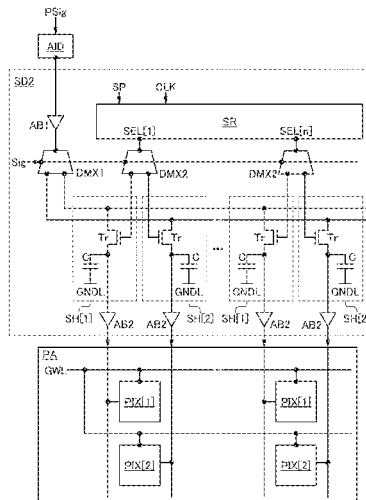 PSig
AID
SD2
SP CLK
SR
AB1
SEL[1] SEL[n]
Sig
DMX1 DMX2 DMX2
Tr Tr ... Tr Tr
C C C C
GNDL GNDL GNDL GNDL
SH[1] AB2 AB2 SH[2] SH[1] AB2 AB2 SH[2
PA
GWL
PIX[1] PIX[1]
PIX[2] PIX[2]